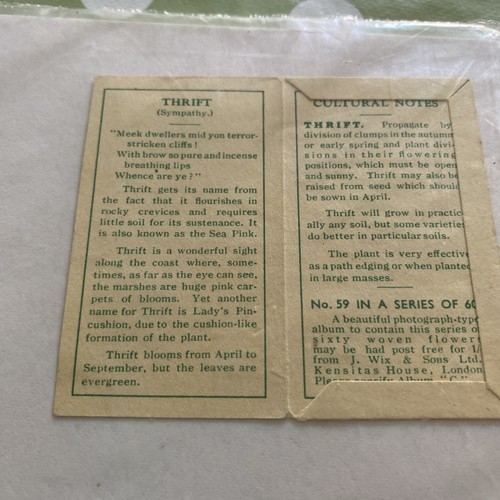 THRIFT
(Sympathy.)
"Meek dwellers mid yon terror-
stricken cliffs!
With brow so pure and incense
breathing lips
Whence are ye?"
Thrift gets its name from
the fact that it flourishes in
rocky crevices and requires
little soil for its sustenance. It
is also known as the Sea Pink.
Thrift is a wonderful sight
along the coast where, some-
times, as far as the eye can see,
the marshes are huge pink car-
pets of blooms. Yet another
name for Thrift is Lady's Pin-
cushion, due to the cushion-like
formation of the plant.
Thrift blooms from April to
September, but the leaves are
evergreen.
CULTURAL NOTES
THRIFT. Propagate by
division of clumps in the autumn
or early spring and plant divi-
sions in their flowering
positions, which must be open
and sunny. Thrift may also be
raised from seed which should
be sown in April.
Thrift will grow in practic-
ally any soil, but some varieties
do better in particular soils.
The plant is very effective
as a path edging or when planted
in large masses.
No. 59 IN A SERIES OF 60
A beautiful photograph-type
album to contain this series o
sixty woven flowers
may be had post free for 1/
from J. Wix & Sons Ltd.
Kensitas House, London
Please specify Album "C."